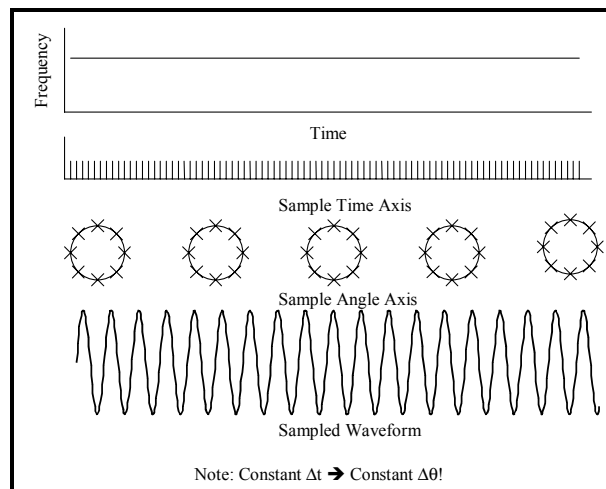 Frequency
Time
Sample Time Axis
Sample Angle Axis
Sampled Waveform
Note: Constant Δt ➔ Constant Δθ!